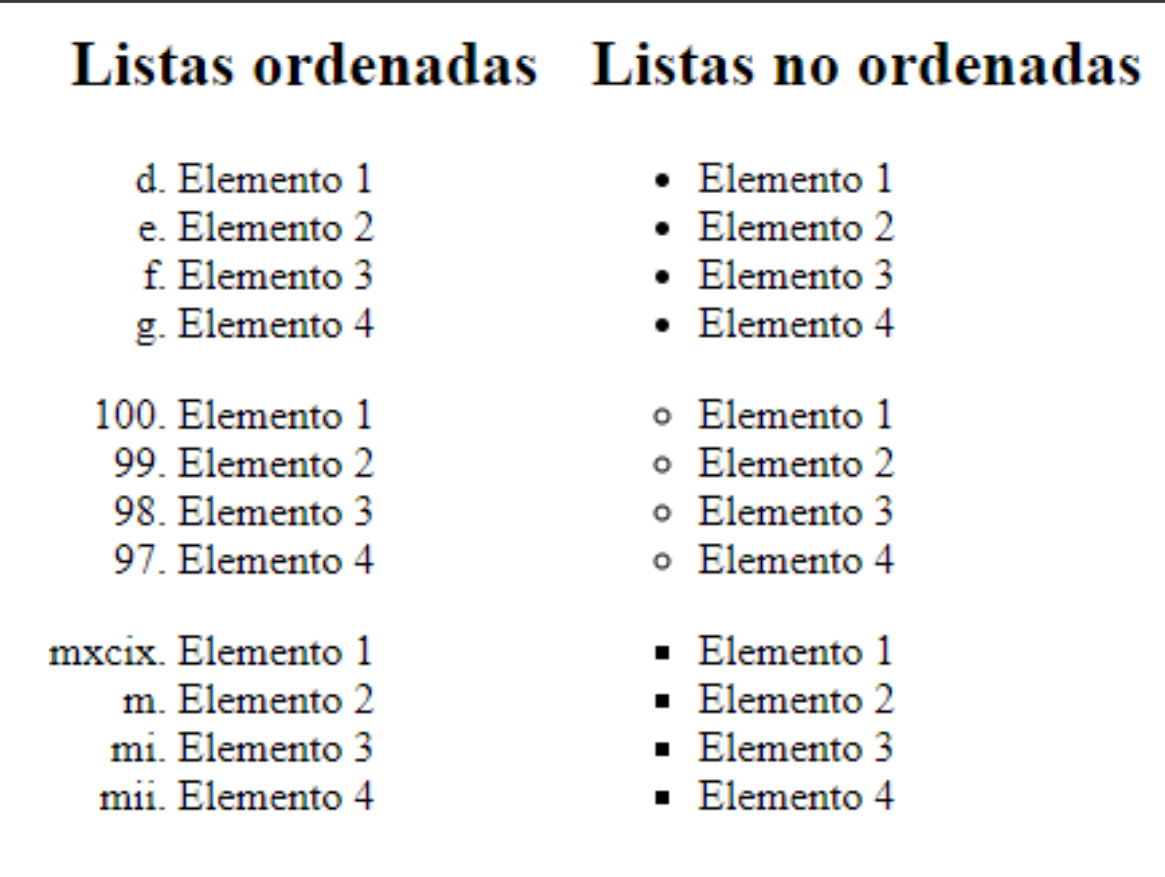 Listas ordenadas
d. Elemento 1
e. Elemento 2
f. Elemento 3
g. Elemento 4
100. Elemento 1
99. Elemento 2
98. Elemento 3
97. Elemento 4
mxcix. Elemento 1
m. Elemento 2
mi. Elemento 3
mii. Elemento 4
Listas no ordenadas
• Elemento 1
• Elemento 2
• Elemento 3
• Elemento 4
◦ Elemento 1
◦ Elemento 2
◦ Elemento 3
◦ Elemento 4
▪ Elemento 1
▪ Elemento 2
▪ Elemento 3
▪ Elemento 4